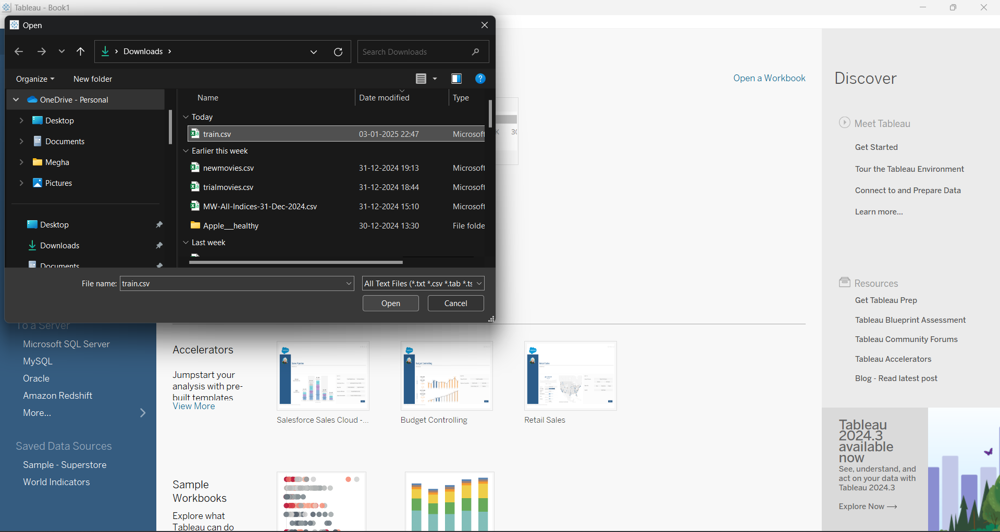 Tableau - Book1
Open
Downloads
Search Downloads
Organize
New folder
OneDrive - Personal
Desktop
Documents
Megha
Pictures
Desktop
Downloads
Documents
Name Date modified Type
Today
train.csv 03-01-2025 22:47 Microsoft
Earlier this week
newmovies.csv 31-12-2024 19:13 Microsoft
trialmovies.csv 31-12-2024 18:44 Microsoft
MW-All-Indices-31-Dec-2024.csv 31-12-2024 15:10 Microsoft
Apple___healthy 30-12-2024 13:30 File folde
Last week
File name: train.csv
All Text Files (*.txt *.csv *.tab *.ts
Open
Cancel
To a Server
Microsoft SQL Server
MySQL
Oracle
Amazon Redshift
More...
Saved Data Sources
Sample - Superstore
World Indicators
Open a Workbook
Accelerators
Jumpstart your
analysis with pre-
built templates
View More
Salesforce Sales Cloud -...
Budget Controlling
Retail Sales
Sample
Workbooks
Explore what
Tableau can do
Discover
Meet Tableau
Get Started
Tour the Tableau Environment
Connect to and Prepare Data
Learn more...
Resources
Get Tableau Prep
Tableau Blueprint Assessment
Tableau Community Forums
Tableau Accelerators
Blog - Read latest post
Tableau
2024.3
available
now
See, understand, and
act on your data with
Tableau 2024.3
Explore Now →